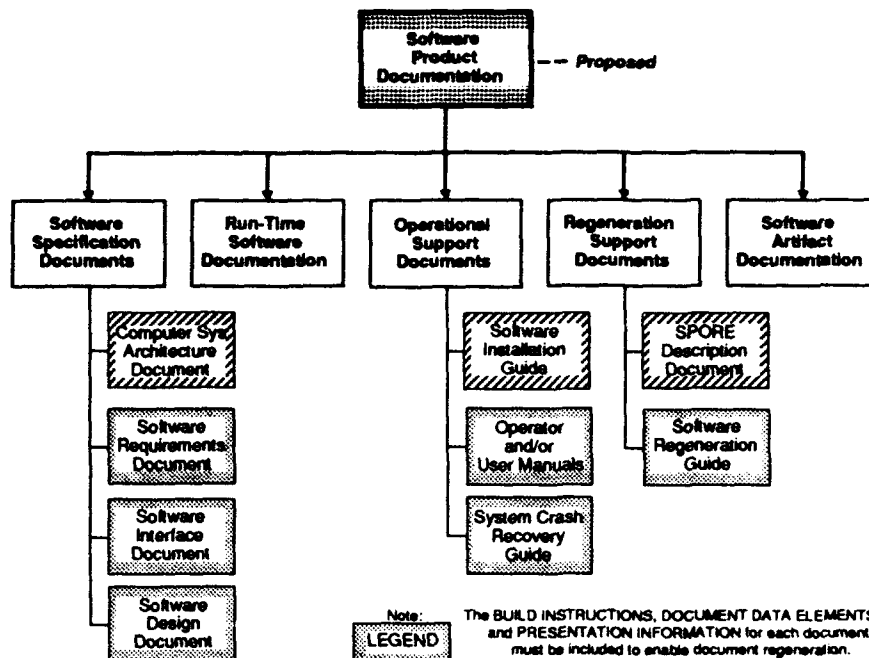 Software
Product
Documentation
--- Proposed
Software
Specification
Documents
Run-Time
Software
Documentation
Operational
Support
Documents
Regeneration
Support
Documents
Software
Artifact
Documentation
Computer Sys
Architecture
Document
Software
Requirements
Document
Software
Interface
Document
Software
Design
Document
Software
Installation
Guide
Operator
and/or
User Manuals
System Crash
Recovery
Guide
SPORE
Description
Document
Software
Regeneration
Guide
Note:
LEGEND
The BUILD INSTRUCTIONS, DOCUMENT DATA ELEMENTS
and PRESENTATION INFORMATION for each document
must be included to enable document regeneration.